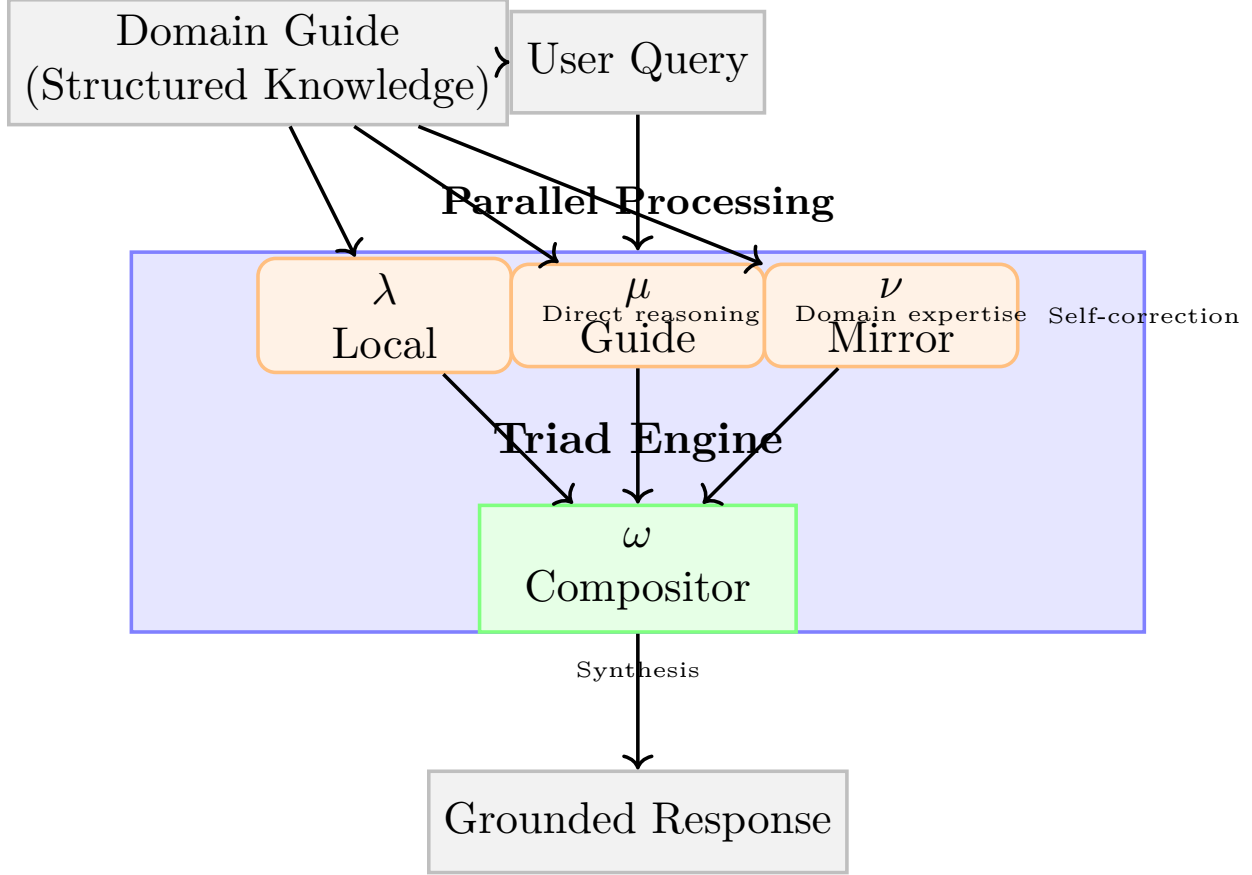 Domain Guide
(Structured Knowledge)
User Query
Parallel Processing
λ
Local
μ
Direct reasoning
Guide
ν
Domain expertise
Mirror
Self-correction
Triad Engine
ω
Compositor
Synthesis
Grounded Response